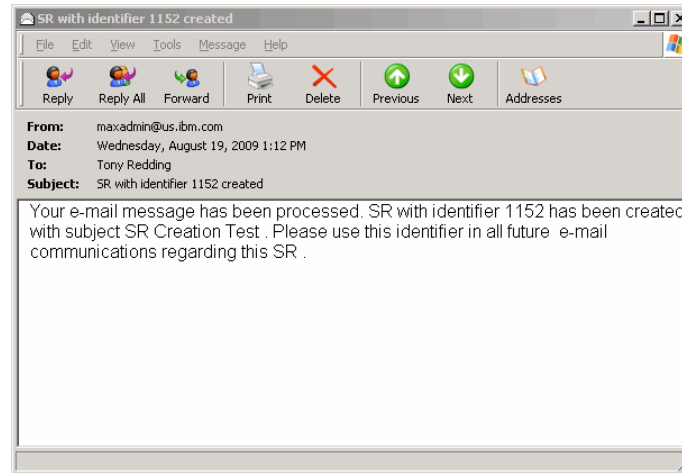 SR with identifier 1152 created
File Edit View Tools Message Help
Reply Reply All Forward Print Delete Previous Next Addresses
From: maxadmin@us.ibm.com
Date: Wednesday, August 19, 2009 1:12 PM
To: Tony Redding
Subject: SR with identifier 1152 created
Your e-mail message has been processed. SR with identifier 1152 has been created
with subject SR Creation Test . Please use this identifier in all future  e-mail
communications regarding this SR .